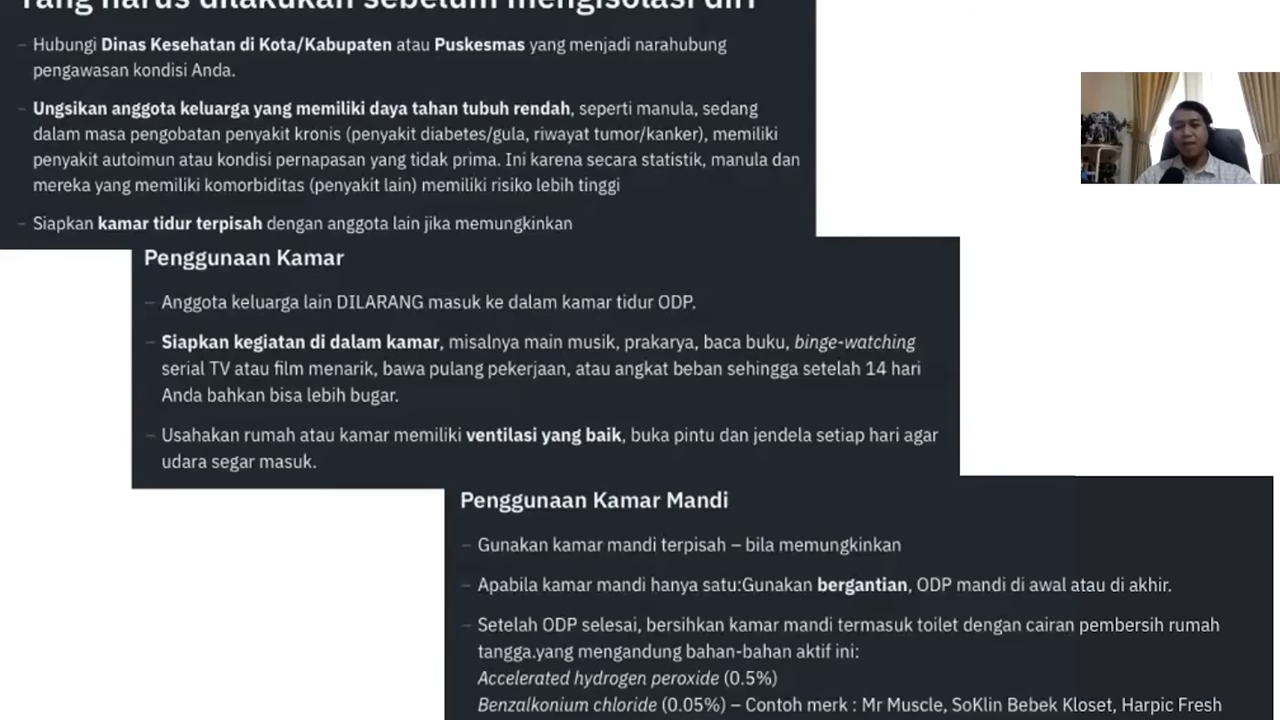 Yang harus dilakukan sebelum mengisolasi diri
– Hubungi Dinas Kesehatan di Kota/Kabupaten atau Puskesmas yang menjadi narahubung
pengawasan kondisi Anda.
– Ungsikan anggota keluarga yang memiliki daya tahan tubuh rendah, seperti manula, sedang
dalam masa pengobatan penyakit kronis (penyakit diabetes/gula, riwayat tumor/kanker), memiliki
penyakit autoimun atau kondisi pernapasan yang tidak prima. Ini karena secara statistik, manula dan
mereka yang memiliki komorbiditas (penyakit lain) memiliki risiko lebih tinggi
– Siapkan kamar tidur terpisah dengan anggota lain jika memungkinkan
Penggunaan Kamar
– Anggota keluarga lain DILARANG masuk ke dalam kamar tidur ODP.
– Siapkan kegiatan di dalam kamar, misalnya main musik, prakarya, baca buku, binge-watching
serial TV atau film menarik, bawa pulang pekerjaan, atau angkat beban sehingga setelah 14 hari
Anda bahkan bisa lebih bugar.
– Usahakan rumah atau kamar memiliki ventilasi yang baik, buka pintu dan jendela setiap hari agar
udara segar masuk.
Penggunaan Kamar Mandi
– Gunakan kamar mandi terpisah – bila memungkinkan
– Apabila kamar mandi hanya satu:Gunakan bergantian, ODP mandi di awal atau di akhir.
– Setelah ODP selesai, bersihkan kamar mandi termasuk toilet dengan cairan pembersih rumah
tangga.yang mengandung bahan-bahan aktif ini:
Accelerated hydrogen peroxide (0.5%)
Benzalkonium chloride (0.05%) – Contoh merk : Mr Muscle, SoKlin Bebek Kloset, Harpic Fresh